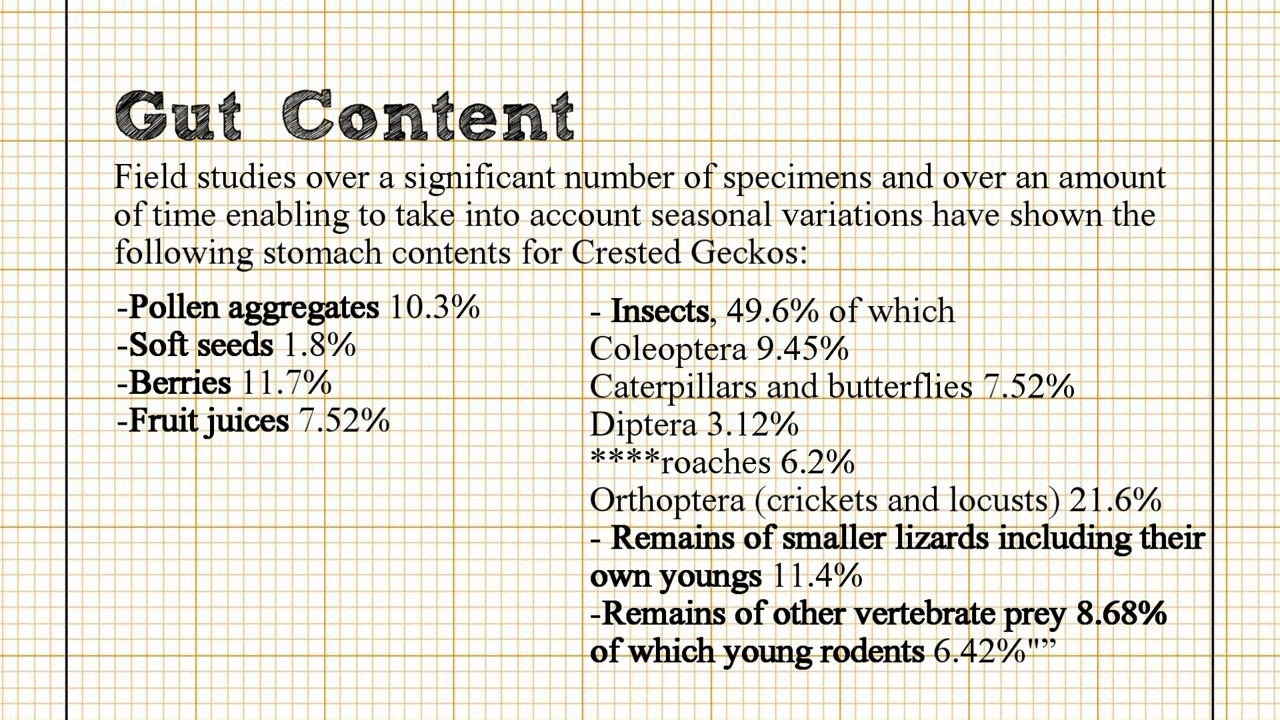 Gut Content
Field studies over a significant number of specimens and over an amount
of time enabling to take into account seasonal variations have shown the
following stomach contents for Crested Geckos:
-Pollen aggregates 10.3%
-Soft seeds 1.8%
-Berries 11.7%
-Fruit juices 7.52%
- Insects, 49.6% of which
Coleoptera 9.45%
Caterpillars and butterflies 7.52%
Diptera 3.12%
****roaches 6.2%
Orthoptera (crickets and locusts) 21.6%
- Remains of smaller lizards including their
own youngs 11.4%
-Remains of other vertebrate prey 8.68%
of which young rodents 6.42%"”